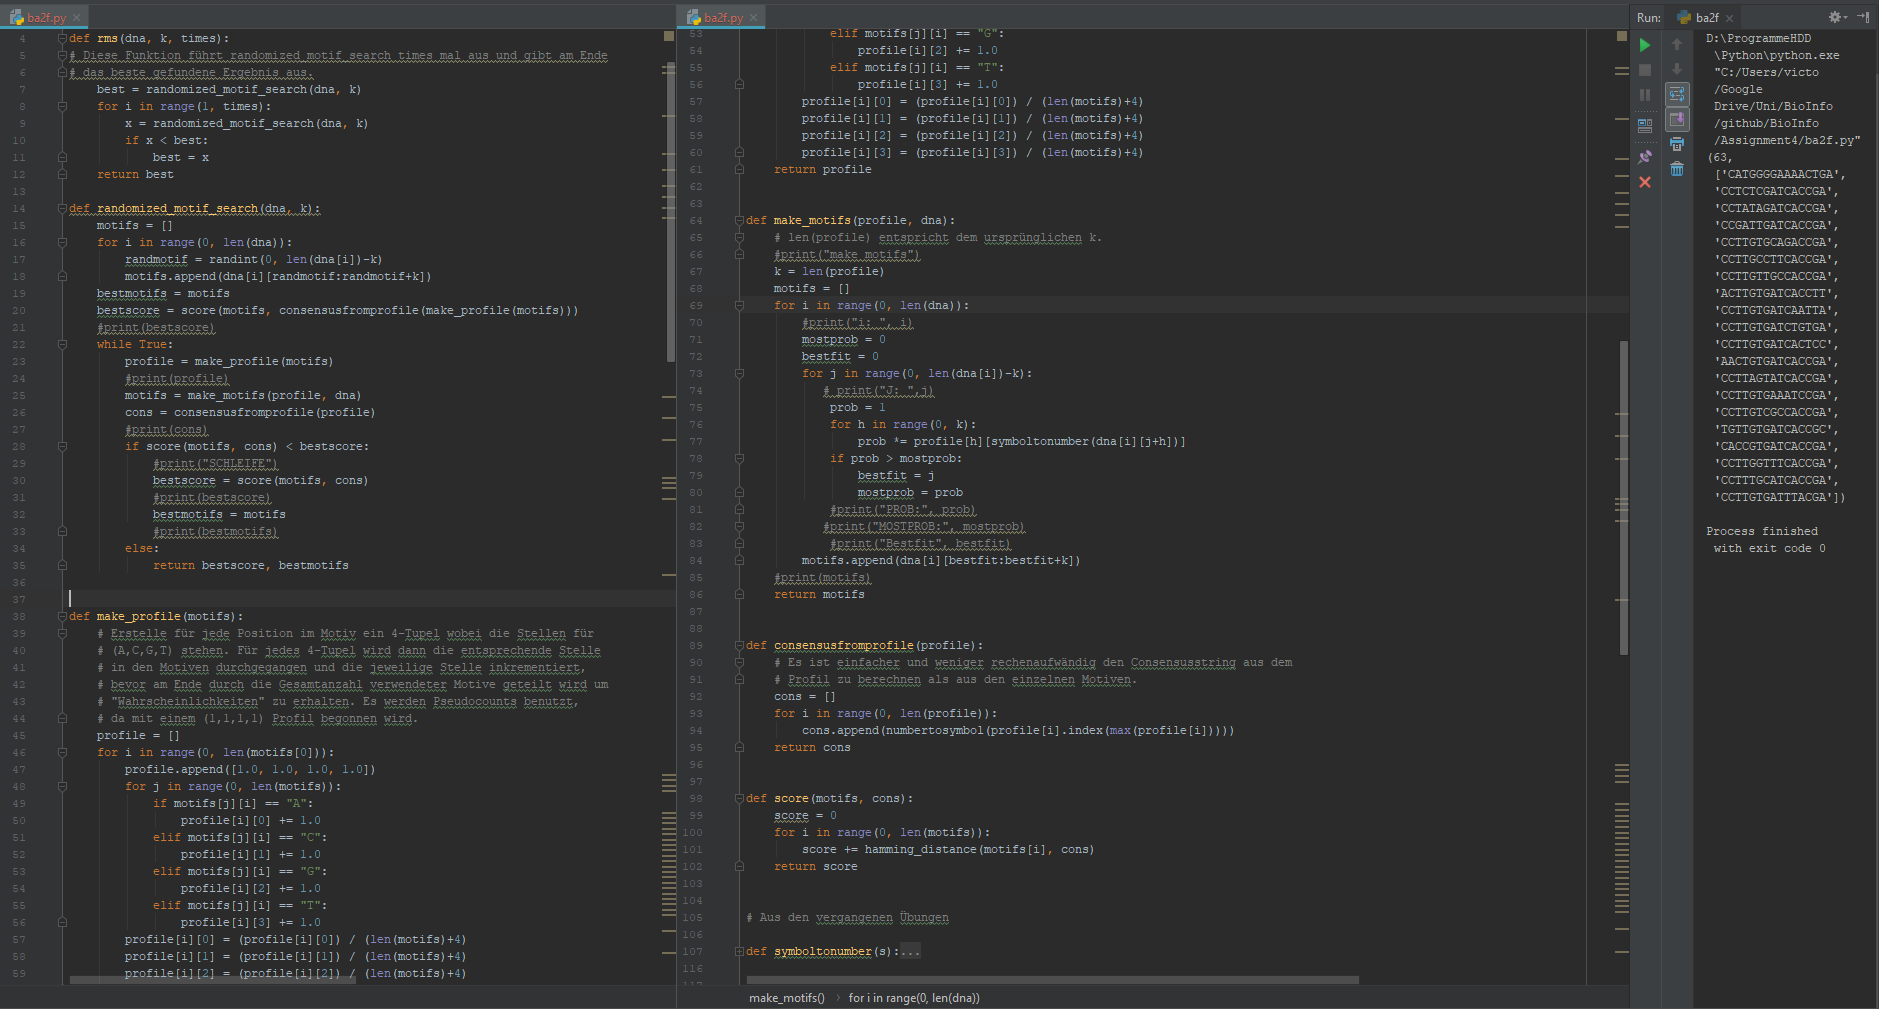 ba2f.py
4 def rms(dna, k, times):
5 # Diese Funktion führt randomized motif search times mal aus und gibt am Ende
6 # das beste gefundene Ergebnis aus.
7 best = randomized_motif_search(dna, k)
8 for i in range(1, times):
9 x = randomized_motif_search(dna, k)
10 if x < best:
11 best = x
12 return best
13
14 def randomized_motif_search(dna, k):
15 motifs = []
16 for i in range(0, len(dna)):
17 randmotif = randint(0, len(dna[i])-k)
18 motifs.append(dna[i][randmotif:randmotif+k])
19 bestmotifs = motifs
20 bestscore = score(motifs, consensusfromprofile(make_profile(motifs)))
21 #print(bestscore)
22 while True:
23 profile = make_profile(motifs)
24 #print(profile)
25 motifs = make_motifs(profile, dna)
26 cons = consensusfromprofile(profile)
27 #print(cons)
28 if score(motifs, cons) < bestscore:
29 #print("SCHLEIFE")
30 bestscore = score(motifs, cons)
31 #print(bestscore)
32 bestmotifs = motifs
33 #print(bestmotifs)
34 else:
35 return bestscore, bestmotifs
36
37
38 def make_profile(motifs):
39 # Erstelle für jede Position im Motiv ein 4-Tupel wobei die Stellen für
40 # (A,C,G,T) stehen. Für jedes 4-Tupel wird dann die entsprechende Stelle
41 # in den Motiven durchgegangen und die jeweilige Stelle inkrementiert,
42 # bevor am Ende durch die Gesamtanzahl verwendeter Motive geteilt wird um
43 # "Wahrscheinlichkeiten" zu erhalten. Es werden Pseudocounts benutzt,
44 # da mit einem (1,1,1,1) Profil begonnen wird.
45 profile = []
46 for i in range(0, len(motifs[0])):
47 profile.append([1.0, 1.0, 1.0, 1.0])
48 for j in range(0, len(motifs)):
49 if motifs[j][i] == "A":
50 profile[i][0] += 1.0
51 elif motifs[j][i] == "C":
52 profile[i][1] += 1.0
53 elif motifs[j][i] == "G":
54 profile[i][2] += 1.0
55 elif motifs[j][i] == "T":
56 profile[i][3] += 1.0
57 profile[i][0] = (profile[i][0]) / (len(motifs)+4)
58 profile[i][1] = (profile[i][1]) / (len(motifs)+4)
59 profile[i][2] = (profile[i][2]) / (len(motifs)+4)
ba2f.py
53 elif motifs[j][i] == "G":
54 profile[i][2] += 1.0
55 elif motifs[j][i] == "T":
56 profile[i][3] += 1.0
57 profile[i][0] = (profile[i][0]) / (len(motifs)+4)
58 profile[i][1] = (profile[i][1]) / (len(motifs)+4)
59 profile[i][2] = (profile[i][2]) / (len(motifs)+4)
60 profile[i][3] = (profile[i][3]) / (len(motifs)+4)
61 return profile
62
63
64 def make_motifs(profile, dna):
65 # len(profile) entspricht dem ursprünglichen k.
66 #print("make motifs")
67 k = len(profile)
68 motifs = []
69 for i in range(0, len(dna)):
70 #print("i: ", i)
71 mostprob = 0
72 bestfit = 0
73 for j in range(0, len(dna[i])-k):
74 # print("J: ",j)
75 prob = 1
76 for h in range(0, k):
77 prob *= profile[h][symboltonumber(dna[i][j+h])]
78 if prob > mostprob:
79 bestfit = j
80 mostprob = prob
81 #print("PROB:", prob)
82 #print("MOSTPROB:", mostprob)
83 #print("Bestfit", bestfit)
84 motifs.append(dna[i][bestfit:bestfit+k])
85 #print(motifs)
86 return motifs
87
88
89 def consensusfromprofile(profile):
90 # Es ist einfacher und weniger rechenaufwändig den Consensusstring aus dem
91 # Profil zu berechnen als aus den einzelnen Motiven.
92 cons = []
93 for i in range(0, len(profile)):
94 cons.append(numbertosymbol(profile[i].index(max(profile[i]))))
95 return cons
96
97
98 def score(motifs, cons):
99 score = 0
100 for i in range(0, len(motifs)):
101 score += hamming_distance(motifs[i], cons)
102 return score
103
104
105 # Aus den vergangenen Übungen
106
107 def symboltonumber(s):...
116
make_motifs() › for i in range(0, len(dna))
Run: ba2f
D:\ProgrammeHDD
\Python\python.exe
"C:/Users/victo
/Google
Drive/Uni/BioInfo
/github/BioInfo
/Assignment4/ba2f.py"
(63,
['CATGGGGAAAACTGA',
'CCTCTCGATCACCGA',
'CCTATAGATCACCGA',
'CCGATTGATCACCGA',
'CCTTGTGCAGACCGA',
'CCTTGCCTTCACCGA',
'CCTTGTTGCCACCGA',
'ACTTGTGATCACCTT',
'CCTTGTGATCAATTA',
'CCTTGTGATCTGTGA',
'CCTTGTGATCACTCC',
'AACTGTGATCACCGA',
'CCTTAGTATCACCGA',
'CCTTGTGAAATCCGA',
'CCTTGTCGCCACCGA',
'TGTTGTGATCACCGC',
'CACCGTGATCACCGA',
'CCTTGGTTTCACCGA',
'CCTTTGCATCACCGA',
'CCTTGTGATTTACGA'])
Process finished
with exit code 0